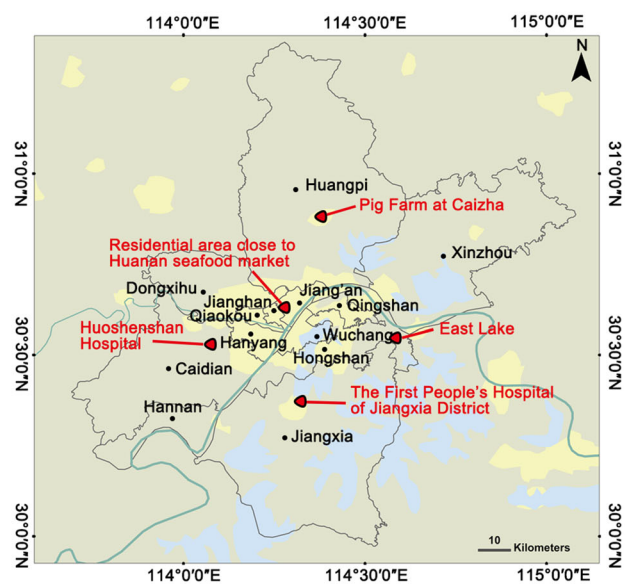 114°0'0"E
114°30'0"E
115°0'0"E
N
31°0'0"N
31°0'0"N
Huangpi
Pig Farm at Caizha
Residential area close to
Huanan seafood market
Xinzhou
Dongxihu
Jiang'an
Jianghan
Qingshan
Qiaokou
Huoshenshan
Hospital
Hanyang
Wuchang
East Lake
30°30'0"N
30°30'0"N
Hongshan
Caidian
The First People's Hospital
of Jiangxia District
Hannan
Jiangxia
30°0'0"N
30°0'0"N
10
Kilometers
114°0'0"E
114°30'0"E
115°0'0"E